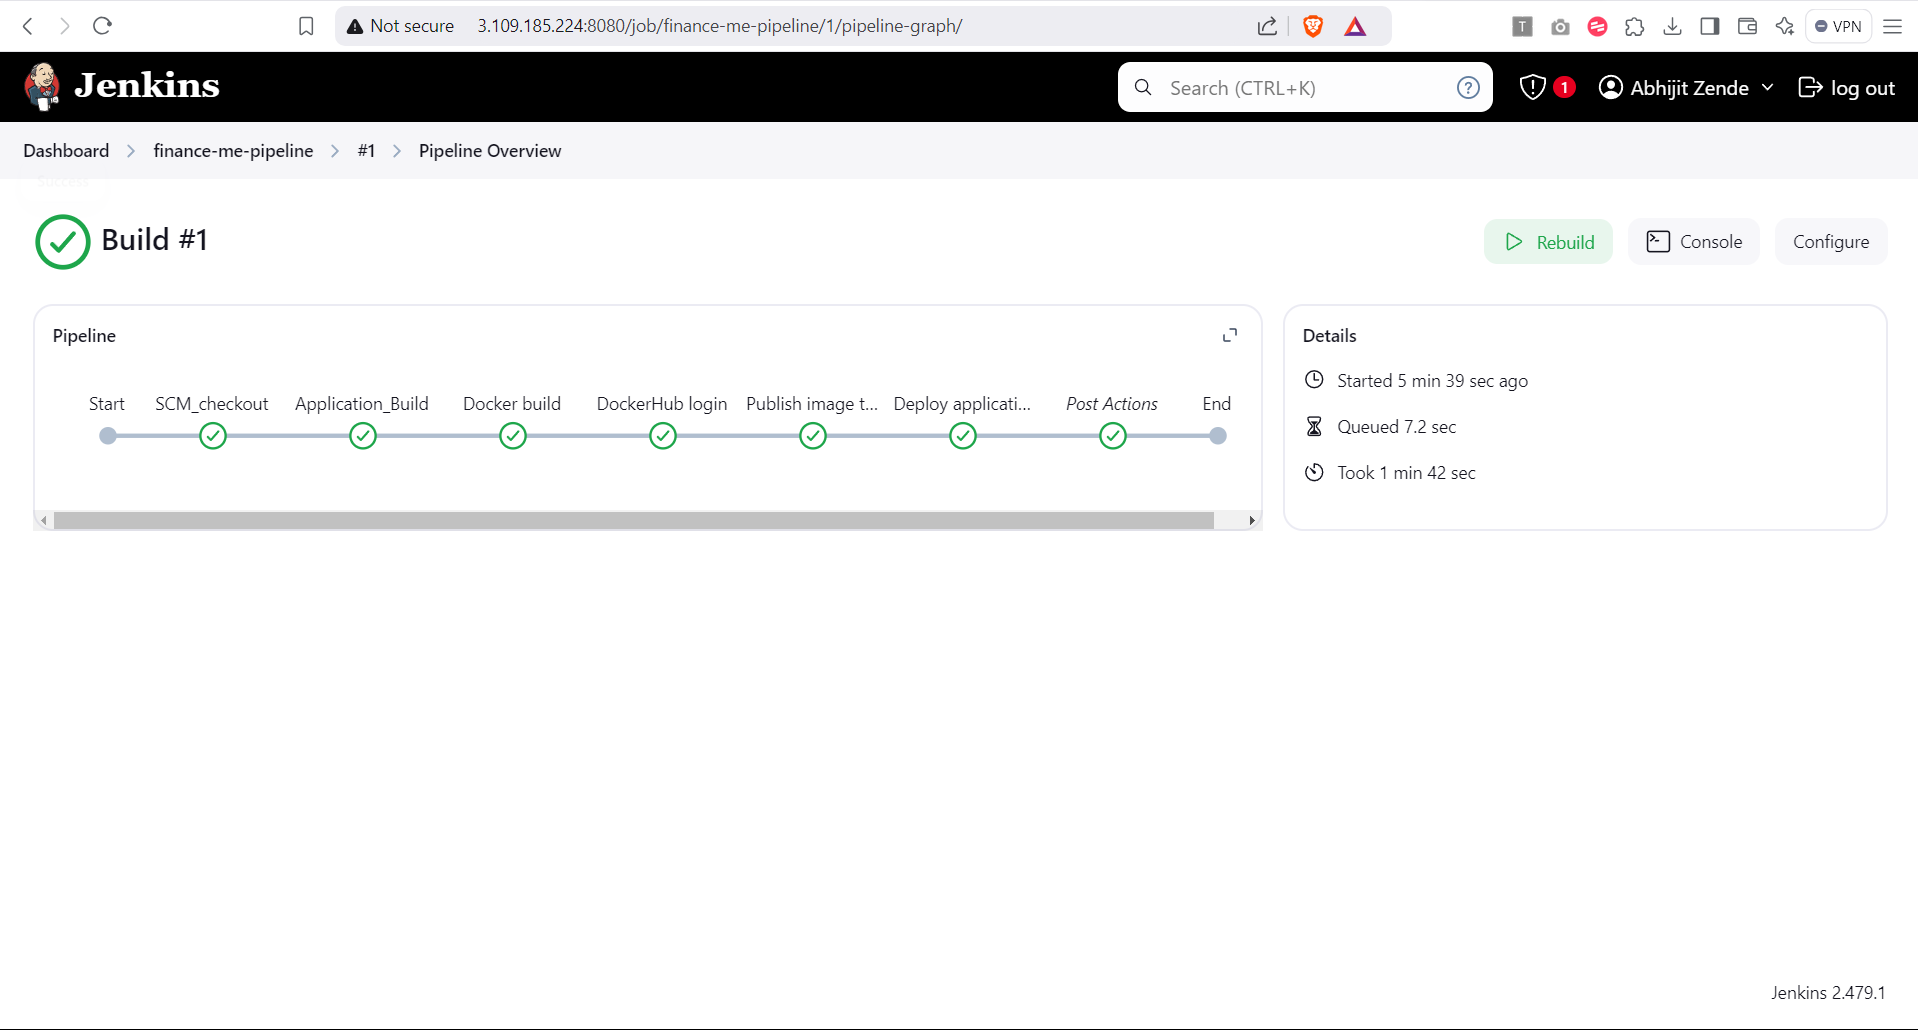 Not secure 3.109.185.224:8080/job/finance-me-pipeline/1/pipeline-graph/
T
VPN
Jenkins
Search (CTRL+K)
?
1
Abhijit Zende
log out
Dashboard > finance-me-pipeline > #1 > Pipeline Overview
Success
Build #1
Rebuild
Console
Configure
Pipeline
Start SCM_checkout Application_Build Docker build DockerHub login Publish image t... Deploy applicati... Post Actions End
Details
Started 5 min 39 sec ago
Queued 7.2 sec
Took 1 min 42 sec
Jenkins 2.479.1